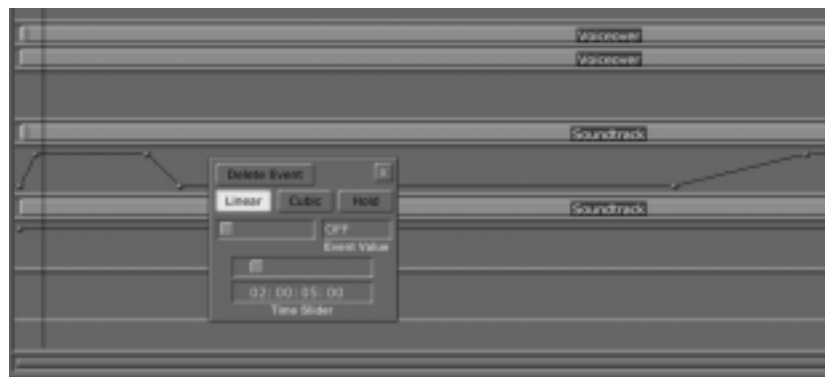 Voiceover
Voiceover
Soundtrack
Delete Event X
Linear Cubic Hold
Soundtrack
OFF
Event Value
02:00:05:00
Time Slider